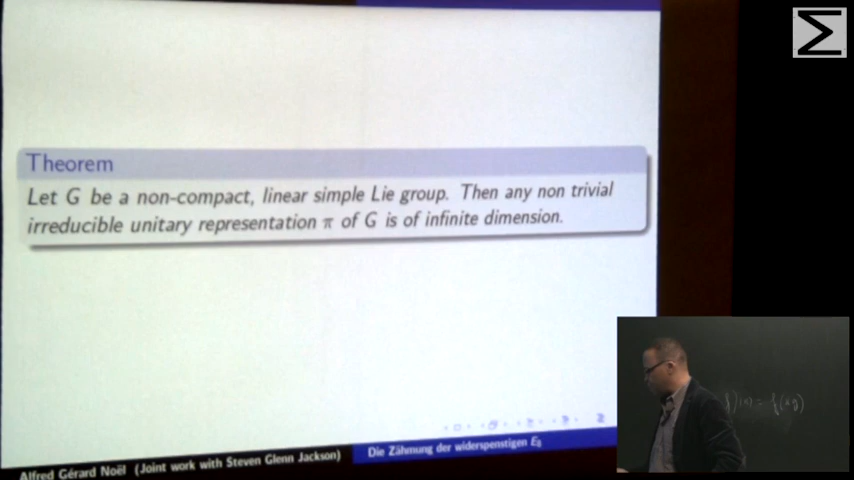 Theorem
Let G be a non-compact, linear simple Lie group. Then any non trivial
irreducible unitary representation π of G is of infinite dimension.
Alfred Gérard Noël (Joint work with Steven Glenn Jackson)
Die Zähmung der widerspenstigen E₈
Σ